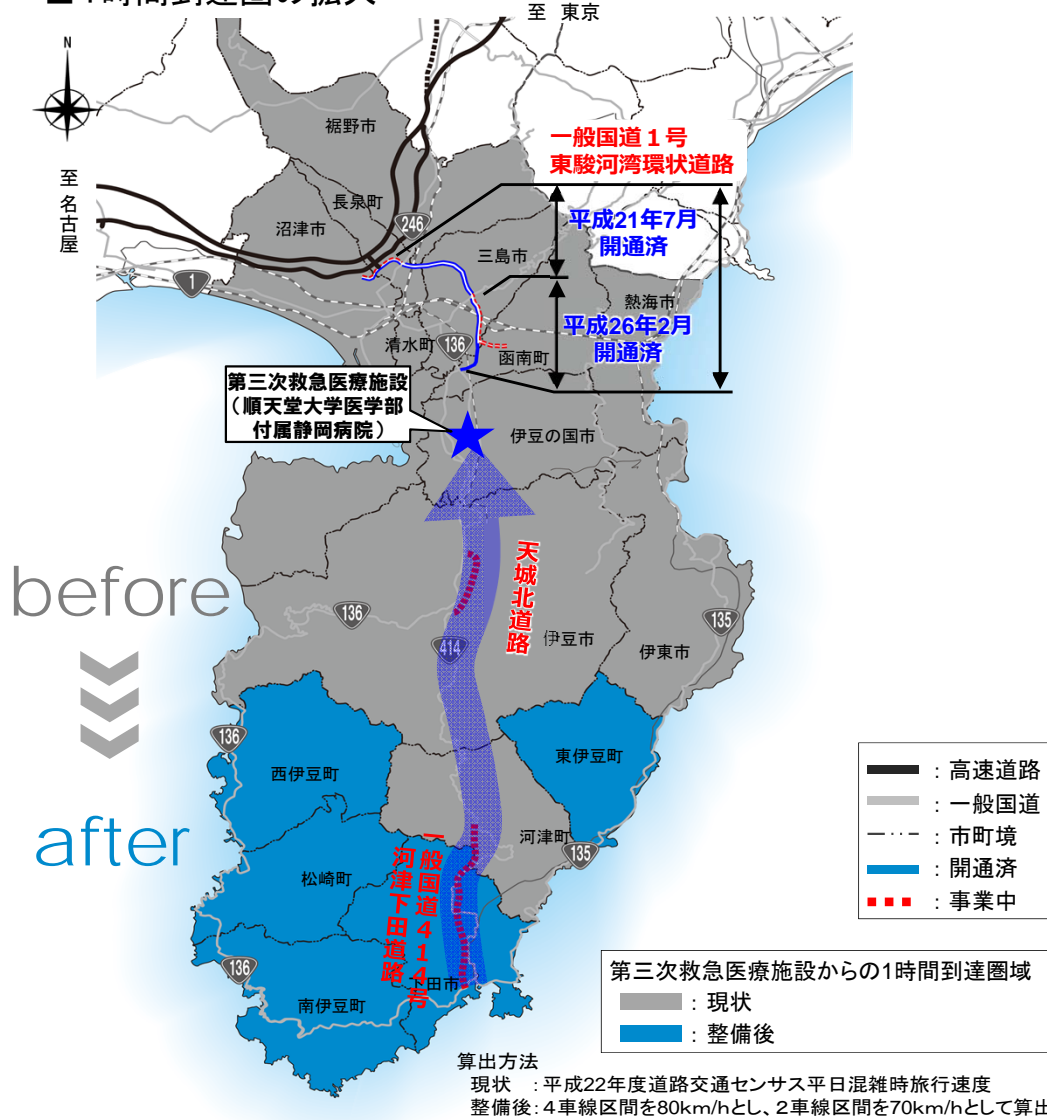 至 東京
N
至名古屋
裾野市
一般国道１号
東駿河湾環状道路
長泉町
246
平成21年7月
開通済
沼津市
三島市
1
熱海市
平成26年2月
開通済
清水町
136
函南町
第三次救急医療施設
（順天堂大学医学部
付属静岡病院）
伊豆の国市
天城北道路
before
136
414
伊豆市
135
伊東市
136
西伊豆町
東伊豆町
after
河津町
135
松崎町
一般国道４１４号
河津下田道路
136
下田市
南伊豆町
：高速道路
：一般国道
：市町境
：開通済
：事業中
第三次救急医療施設からの1時間到達圏域
：現状
：整備後
算出方法
現状　：平成22年度道路交通センサス平日混雑時旅行速度
整備後：４車線区間を80km/hとし、２車線区間を70km/hとして算出